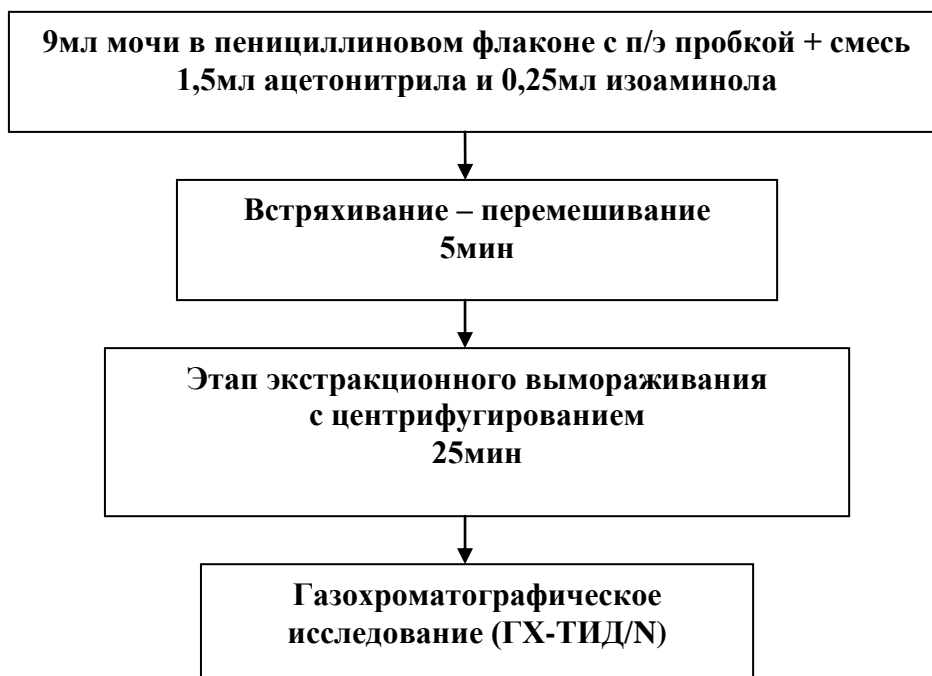 9мл мочи в пенициллиновом флаконе с п/э пробкой + смесь
1,5мл ацетонитрила и 0,25мл изоаминола
Встряхивание – перемешивание
5мин
Этап экстракционного вымораживания
с центрифугированием
25мин
Газохроматографическое
исследование (ГХ-ТИД/N)